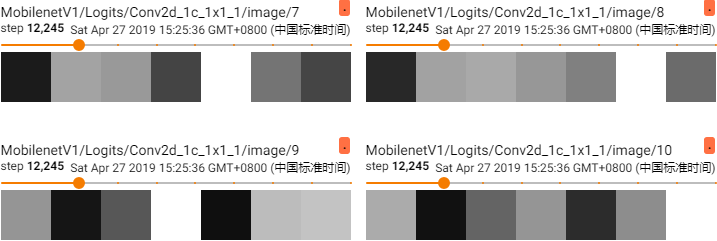 MobilenetV1/Logits/Conv2d_1c_1x1_1/image/7
step 12,245 Sat Apr 27 2019 15:25:36 GMT+0800 (中国标准时间)
MobilenetV1/Logits/Conv2d_1c_1x1_1/image/8
step 12,245 Sat Apr 27 2019 15:25:36 GMT+0800 (中国标准时间)
MobilenetV1/Logits/Conv2d_1c_1x1_1/image/9
step 12,245 Sat Apr 27 2019 15:25:36 GMT+0800 (中国标准时间)
MobilenetV1/Logits/Conv2d_1c_1x1_1/image/10
step 12,245 Sat Apr 27 2019 15:25:36 GMT+0800 (中国标准时间)